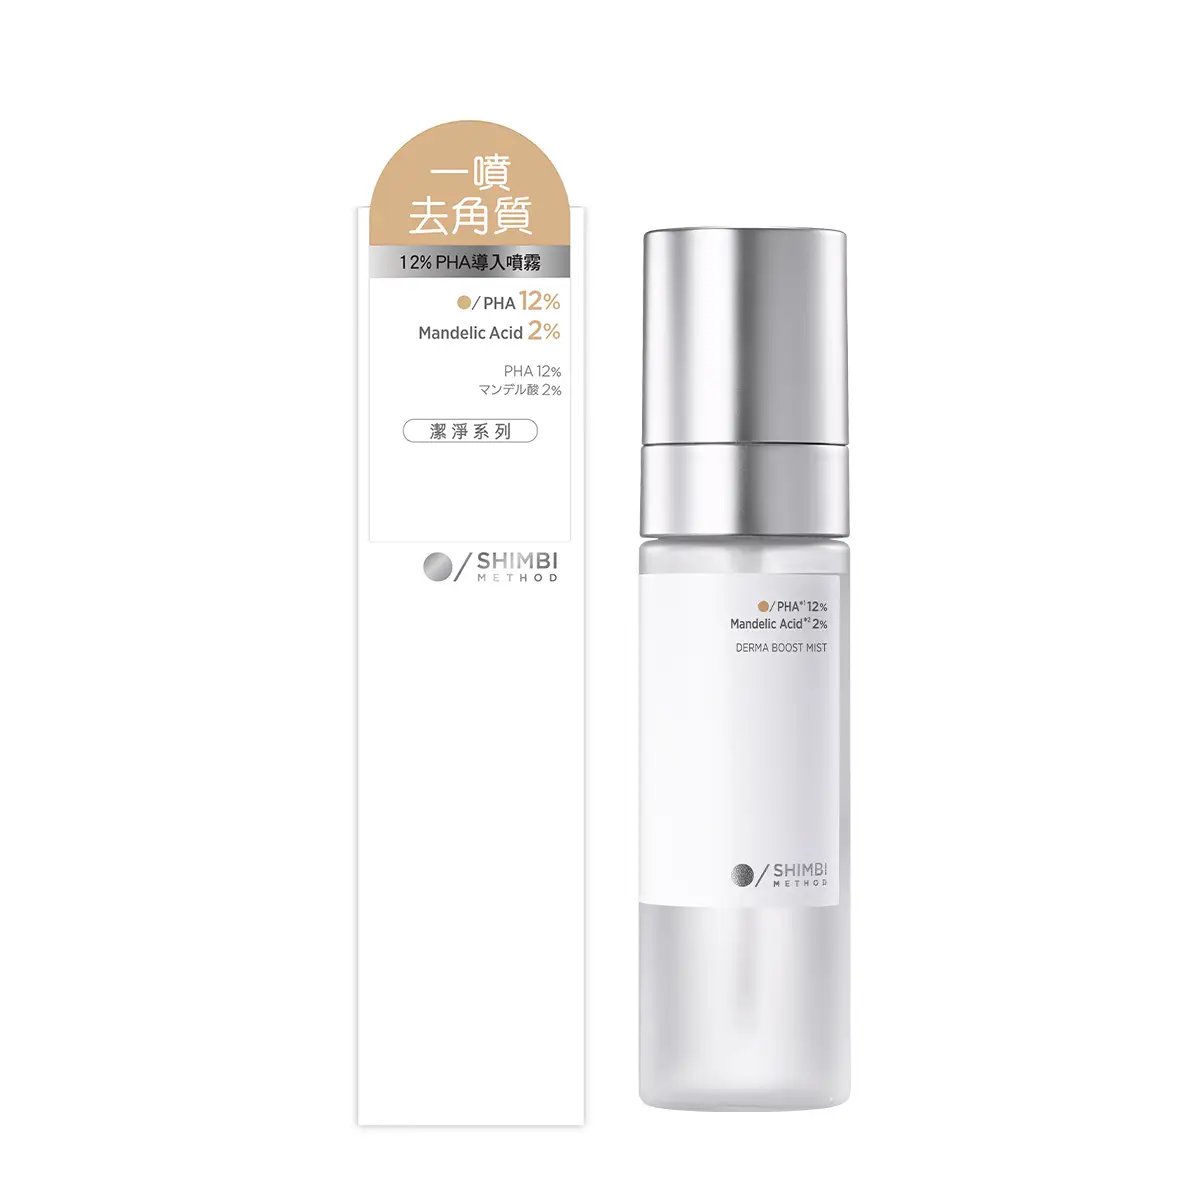 一噴
去角質
12% PHA導入噴霧
/ PHA 12%
Mandelic Acid 2%
PHA 12%
マンデル酸 2%
潔淨系列
SHIMBI
METHOD
/ PHA*1 12%
Mandelic Acid*2 2%
DERMA BOOST MIST
SHIMBI
METHOD